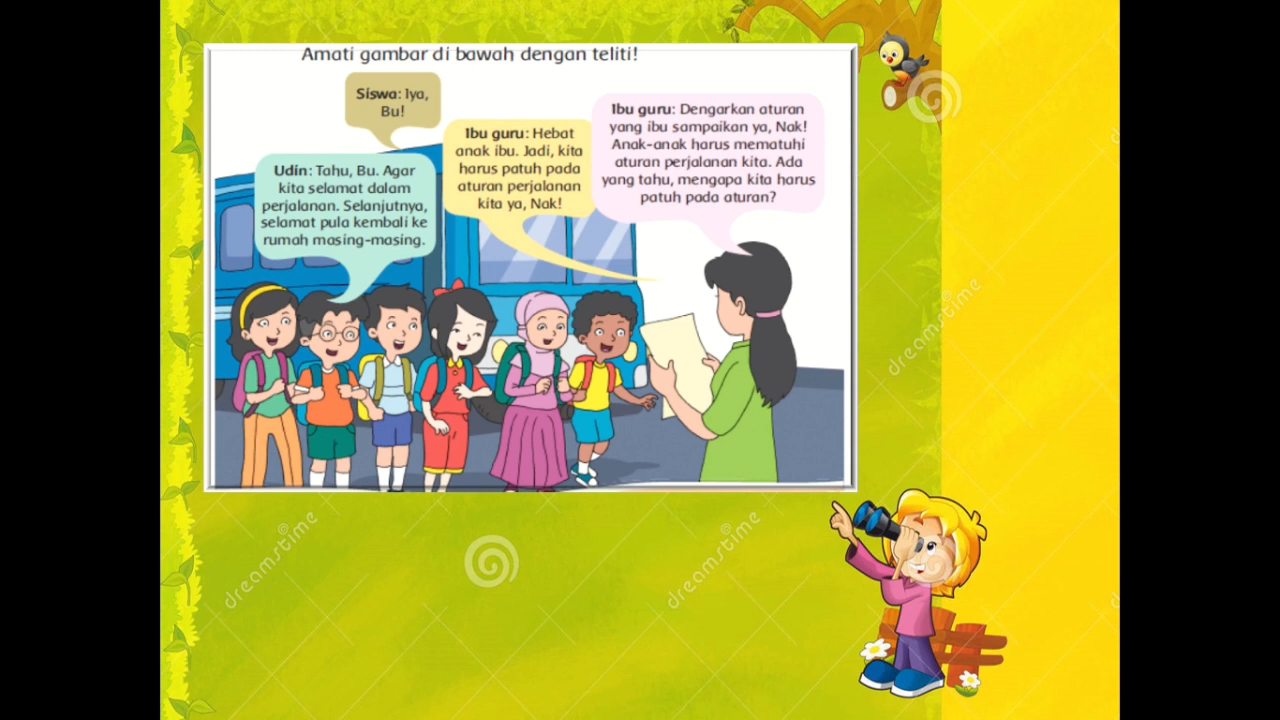 Amati gambar di bawah dengan teliti!
Siswa: Iya,
Bu!
Ibu guru: Dengarkan aturan
yang ibu sampaikan ya, Nak!
Anak-anak harus mematuhi
aturan perjalanan kita. Ada
yang tahu, mengapa kita harus
patuh pada aturan?
Ibu guru: Hebat
anak ibu. Jadi, kita
harus patuh pada
aturan perjalanan
kita ya, Nak!
Udin: Tahu, Bu. Agar
kita selamat dalam
perjalanan. Selanjutnya,
selamat pula kembali ke
rumah masing-masing.
dreamstime
dreamstime
dreamstime